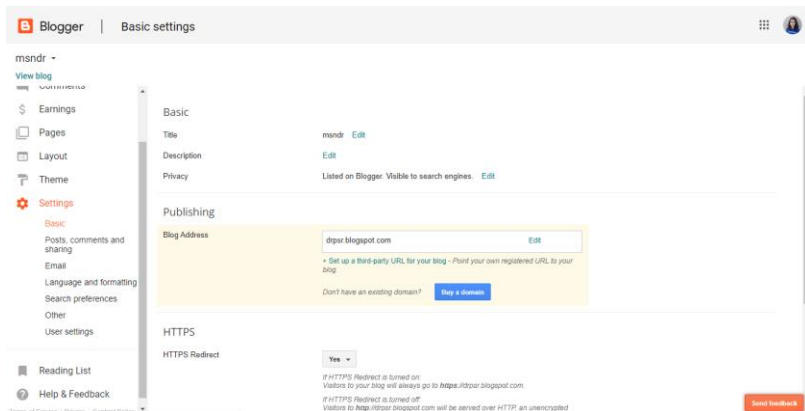 Blogger | Basic settings
msndr
View blog
Comments
$ Earnings
Pages
Layout
Theme
Settings
Basic
Posts, comments and
sharing
Email
Language and formatting
Search preferences
Other
User settings
Reading List
Help & Feedback
Basic
Title msndr Edit
Description Edit
Privacy Listed on Blogger. Visible to search engines. Edit
Publishing
Blog Address drpsr.blogspot.com Edit
+ Set up a third-party URL for your blog - Point your own registered URL to your
blog.
Don't have an existing domain? Buy a domain
HTTPS
HTTPS Redirect Yes
If HTTPS Redirect is turned on:
Visitors to your blog will always go to https://drpsr.blogspot.com.
If HTTPS Redirect is turned off:
Visitors to http://drpsr.blogspot.com will be served over HTTP, an unencrypted
Send feedback